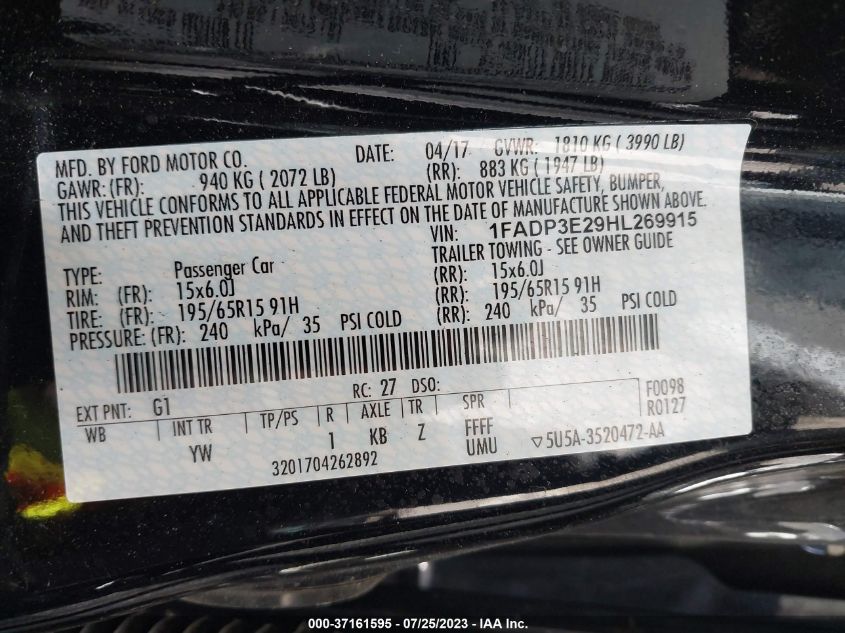 MFD. BY FORD MOTOR CO. DATE: 04/17 GVWR: 1810 KG ( 3990 LB)
GAWR: (FR): 940 KG ( 2072 LB) (RR): 883 KG ( 1947 LB)
THIS VEHICLE CONFORMS TO ALL APPLICABLE FEDERAL MOTOR VEHICLE SAFETY, BUMPER,
AND THEFT PREVENTION STANDARDS IN EFFECT ON THE DATE OF MANUFACTURE SHOWN ABOVE.
VIN: 1FADP3E29HL269915
TYPE: Passenger Car TRAILER TOWING - SEE OWNER GUIDE
RIM: (FR): 15x6.0J (RR): 15x6.0J
TIRE: (FR): 195/65R15 91H (RR): 195/65R15 91H
PRESSURE: (FR): 240 kPa/ 35 PSI COLD (RR): 240 kPa/ 35 PSI COLD
EXT PNT: G1 RC: 27 DSO: F0098
WB INT TR TP/PS R AXLE TR SPR R0127
YW 1 KB Z FFFF
UMU ▽5U5A-3520472-AA
3201704262892
000-37161595 - 07/25/2023 - IAA Inc.